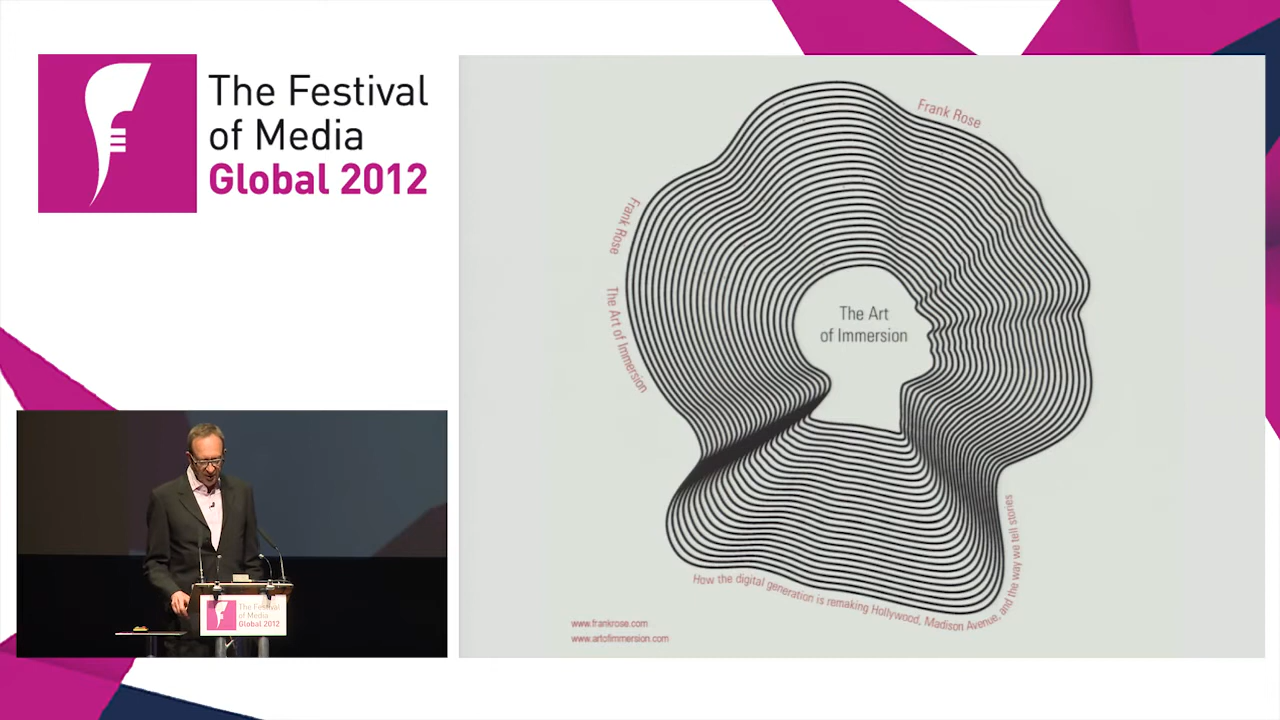 The Festival
of Media
Global 2012
Frank Rose
Frank Rose
The Art of Immersion
The Art
of Immersion
How the digital generation is remaking Hollywood, Madison Avenue, and the way we tell stories
www.frankrose.com
www.artofimmersion.com
The Festival
of Media
Global 2012